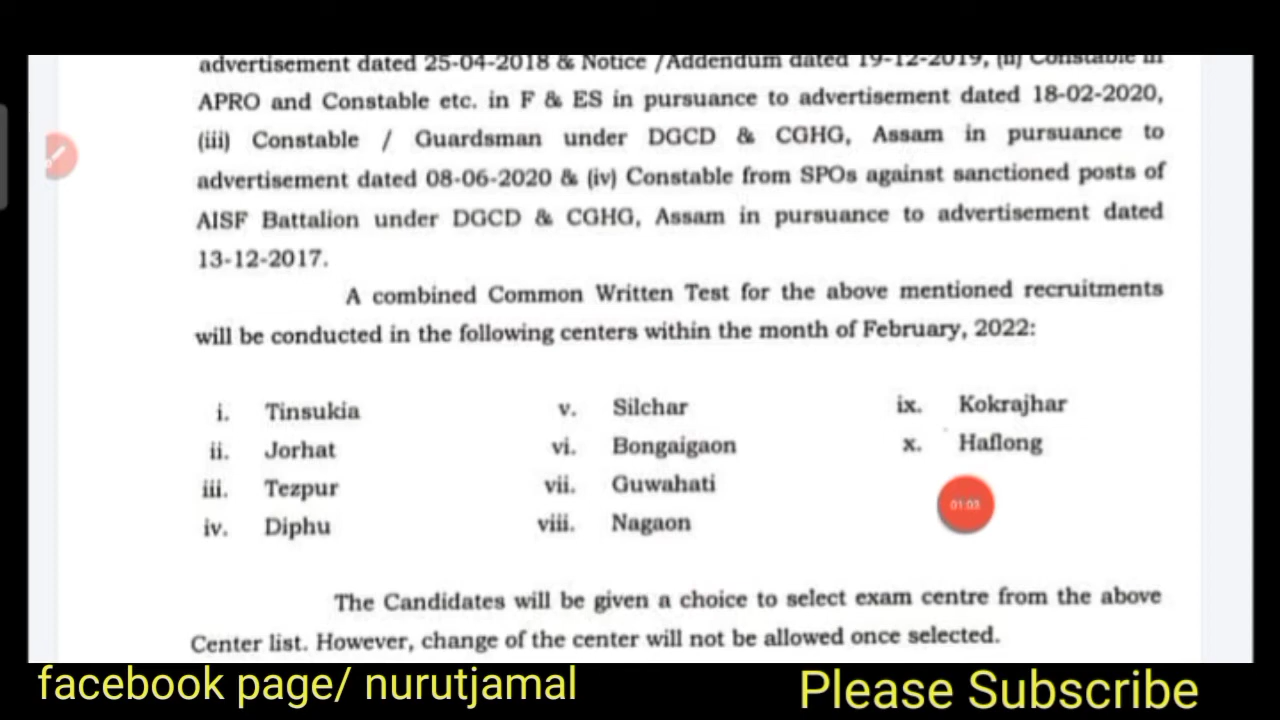 advertisement dated 25-04-2018 & Notice /Addendum dated 19-12-2019, (ii) Constable in
APRO and Constable etc. in F & ES in pursuance to advertisement dated 18-02-2020,
(iii) Constable / Guardsman under DGCD & CGHG, Assam in pursuance to
advertisement dated 08-06-2020 & (iv) Constable from SPOs against sanctioned posts of
AISF Battalion under DGCD & CGHG, Assam in pursuance to advertisement dated
13-12-2017.
A combined Common Written Test for the above mentioned recruitments
will be conducted in the following centers within the month of February, 2022:
i. Tinsukia
ii. Jorhat
iii. Tezpur
iv. Diphu
v. Silchar
vi. Bongaigaon
vii. Guwahati
viii. Nagaon
ix. Kokrajhar
x. Haflong
01:03
The Candidates will be given a choice to select exam centre from the above
Center list. However, change of the center will not be allowed once selected.
facebook page/ nurutjamal
Please Subscribe